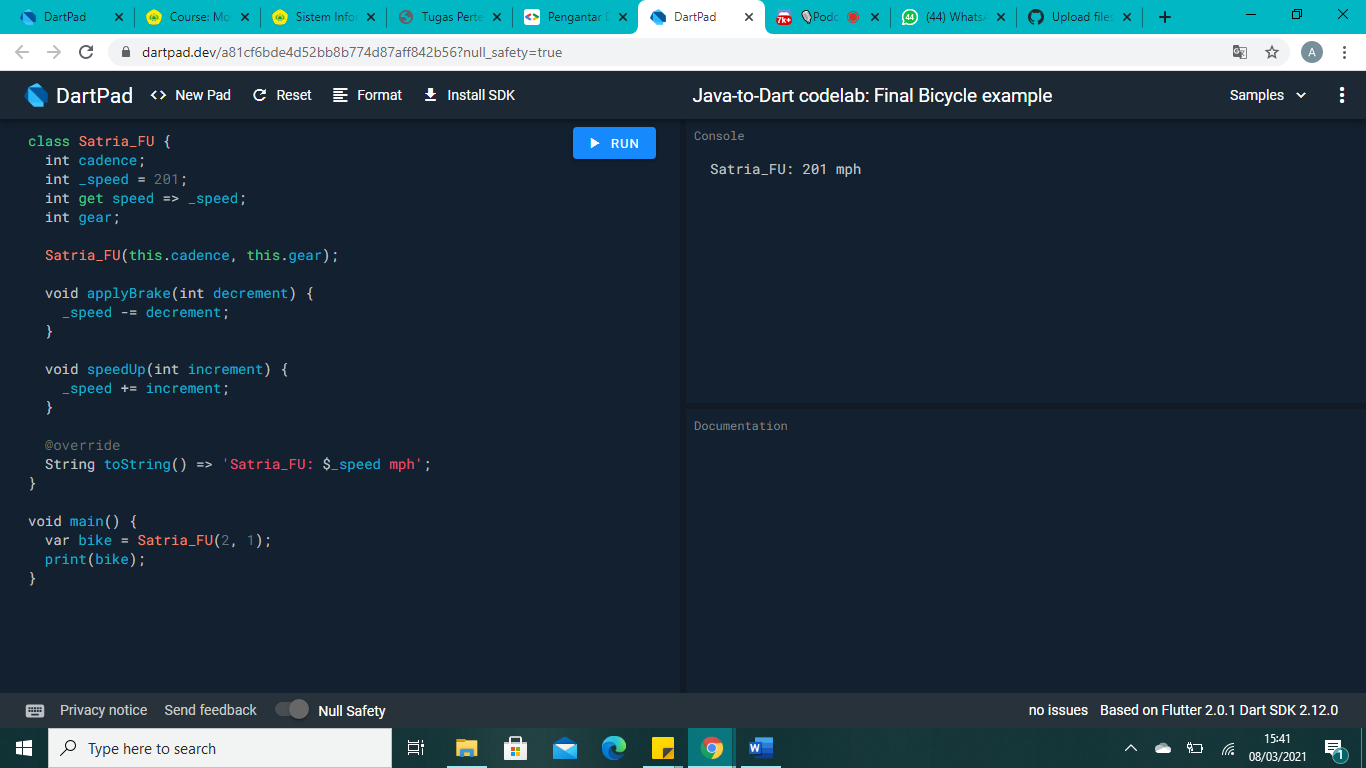 DartPad
Course: Mo
Sistem Infor
Tugas Perte
Pengantar D
DartPad
7k+
Podc
44
(44) WhatsA
Upload files
dartpad.dev/a81cf6bde4d52bb8b774d87aff842b56?null_safety=true
A
DartPad
<> New Pad
Reset
Format
Install SDK
Java-to-Dart codelab: Final Bicycle example
Samples
class Satria_FU {
int cadence;
int _speed = 201;
int get speed => _speed;
int gear;
Satria_FU(this.cadence, this.gear);
void applyBrake(int decrement) {
_speed -= decrement;
}
void speedUp(int increment) {
_speed += increment;
}
@override
String toString() => 'Satria_FU: $_speed mph';
}
void main() {
var bike = Satria_FU(2, 1);
print(bike);
}
RUN
Console
Satria_FU: 201 mph
Documentation
Privacy notice
Send feedback
Null Safety
no issues
Based on Flutter 2.0.1 Dart SDK 2.12.0
Type here to search
15:41
08/03/2021
1